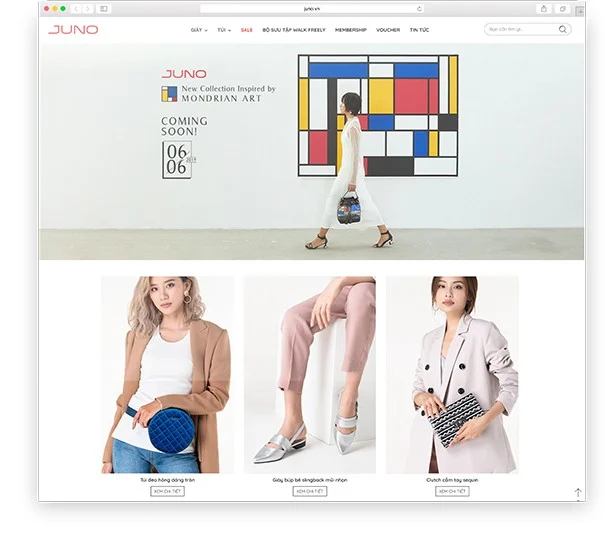 juno.vn
JUNO
GIÀY TÚI SALE BỘ SƯU TẬP WALK FREELY MEMBERSHIP VOUCHER TIN TỨC
Bạn cần tìm gì...
JUNO
New Collection Inspired by
MONDRIAN ART
COMING
SOON!
06
06
2019
Túi đeo hông dáng tròn
XEM CHI TIẾT
Giày búp bê slingback mũi nhọn
XEM CHI TIẾT
Clutch cầm tay sequin
XEM CHI TIẾT